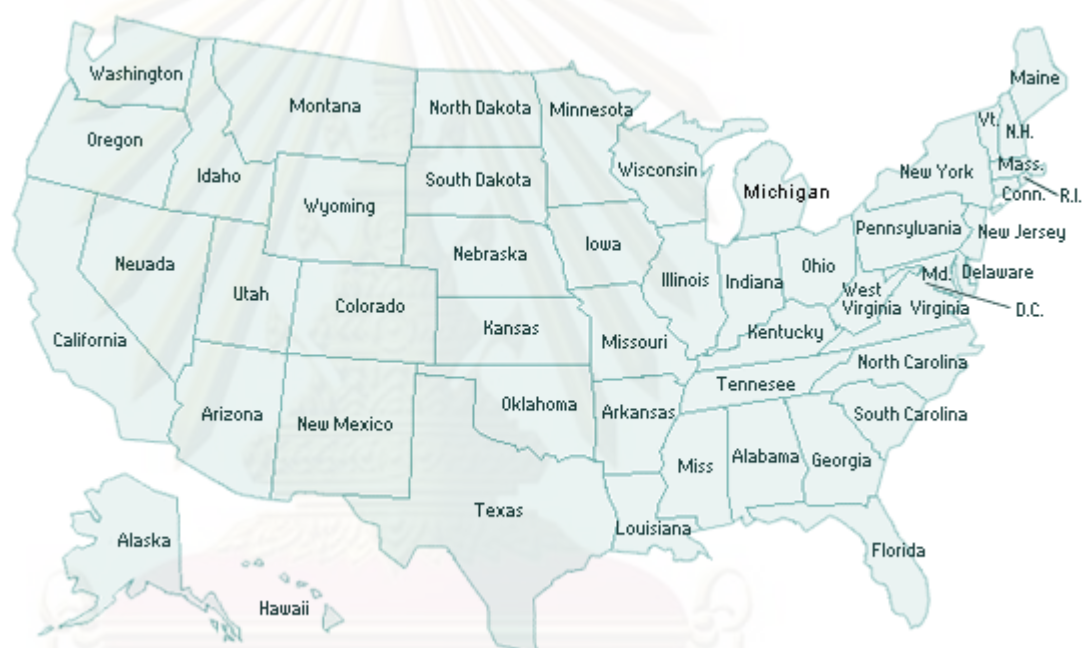 Washington
Montana
North Dakota
Minnesota
Maine
Oregon
Idaho
Vt.
N.H.
Wisconsin
South Dakota
New York
Mass.
Michigan
Conn.
R.I.
Wyoming
Pennsylvania
New Jersey
Nebraska
Iowa
Nevada
Ohio
Md.
Delaware
Utah
Colorado
Illinois
Indiana
West
Virginia
Virginia
D.C.
Kansas
Kentucky
California
Missouri
North Carolina
Tennesee
Arizona
New Mexico
Oklahoma
Arkansas
South Carolina
Miss
Alabama
Georgia
Texas
Louisiana
Alaska
Florida
Hawaii